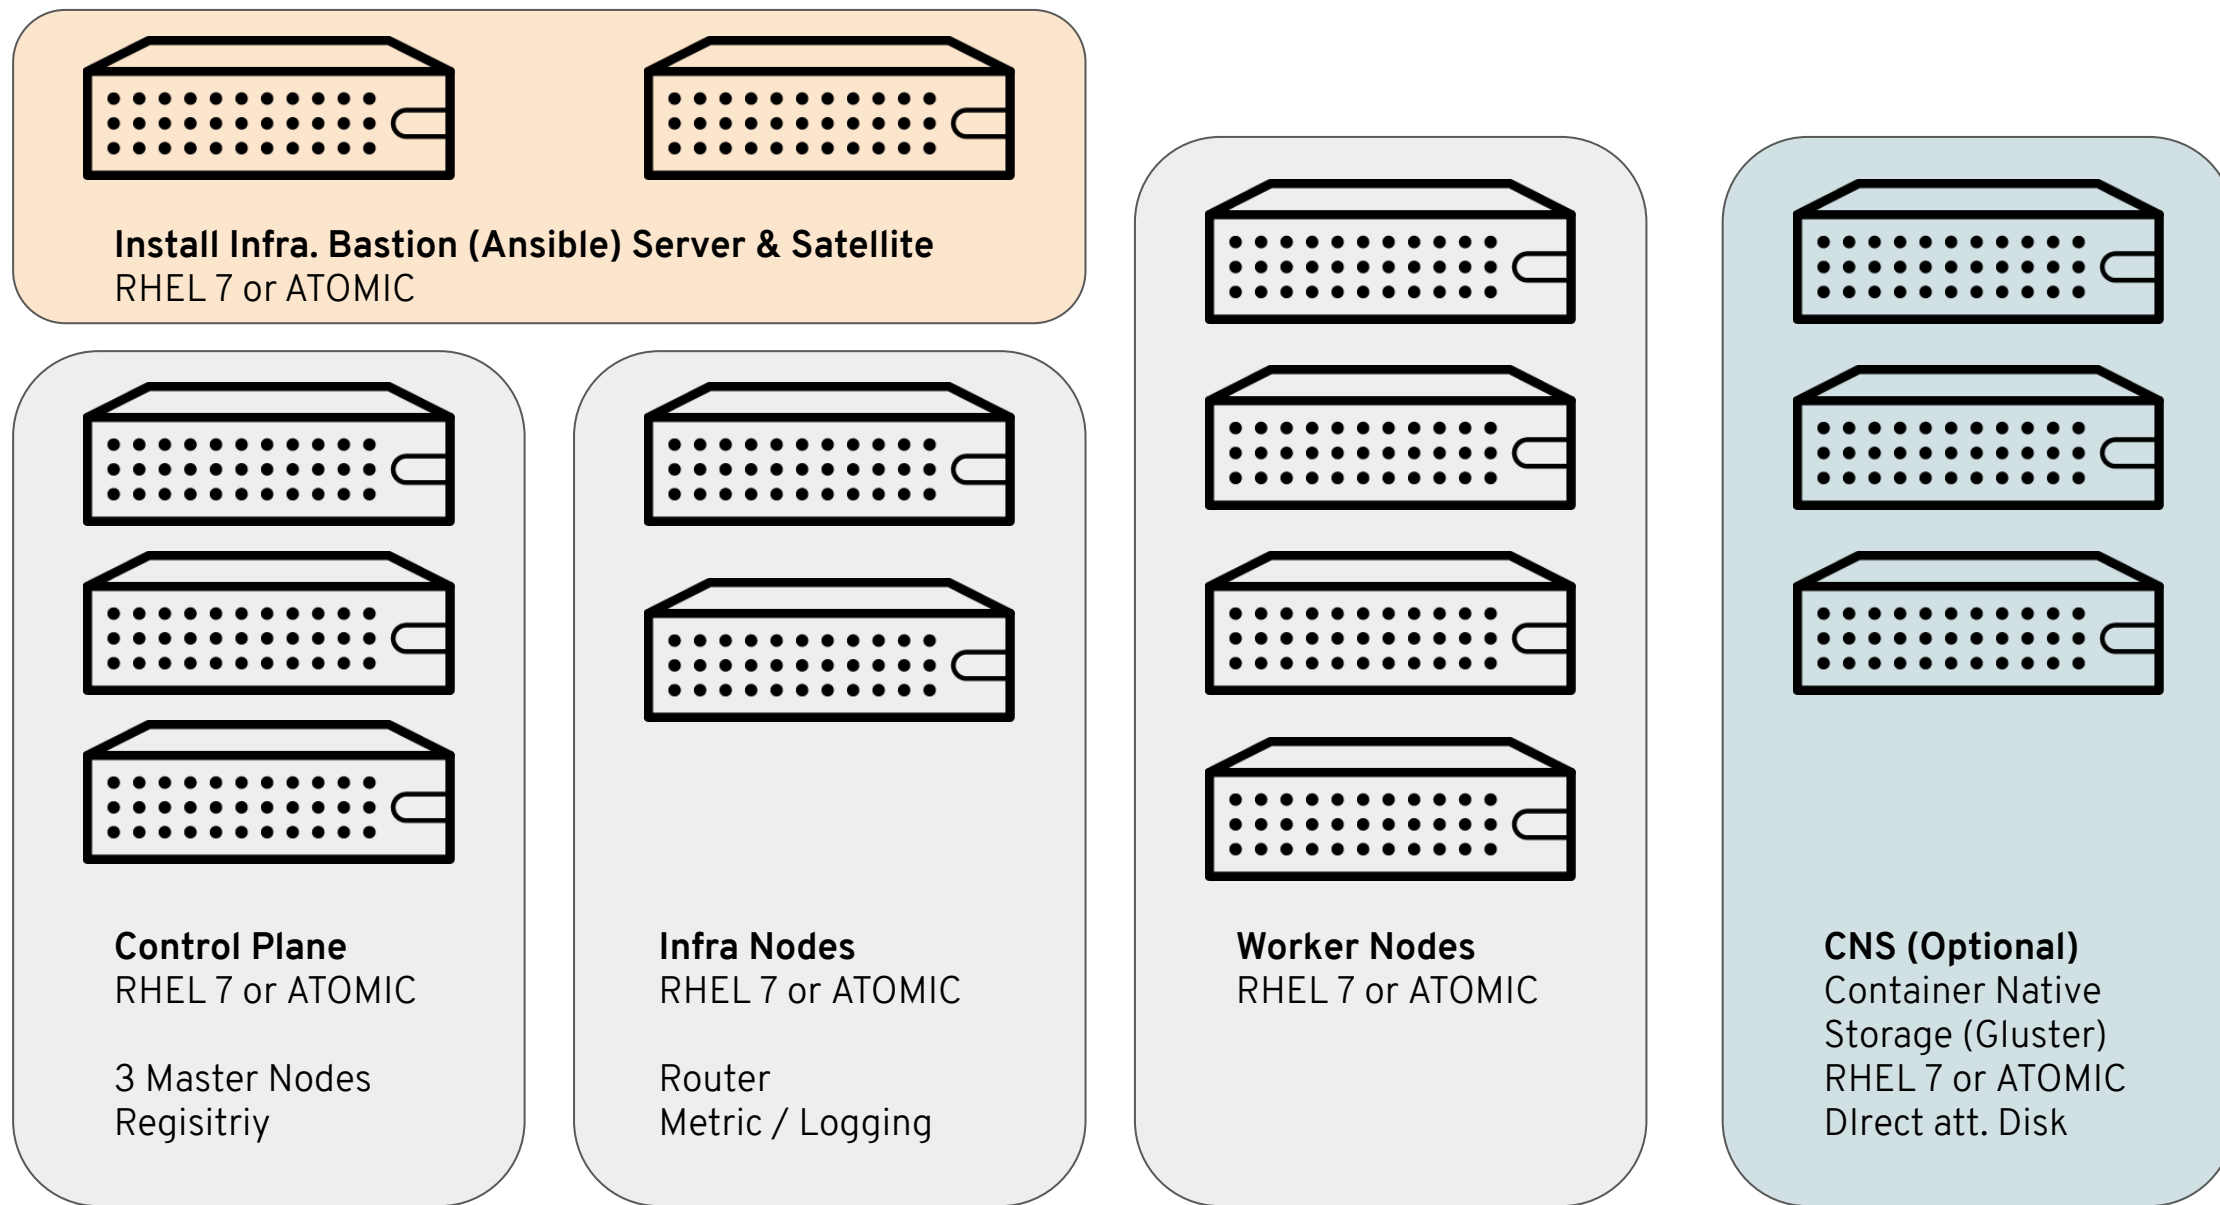 Install Infra. Bastion (Ansible) Server & Satellite
RHEL 7 or ATOMIC
Control Plane
RHEL 7 or ATOMIC
3 Master Nodes
Regisitriy
Infra Nodes
RHEL 7 or ATOMIC
Router
Metric / Logging
Worker Nodes
RHEL 7 or ATOMIC
CNS (Optional)
Container Native
Storage (Gluster)
RHEL 7 or ATOMIC
DIrect att. Disk